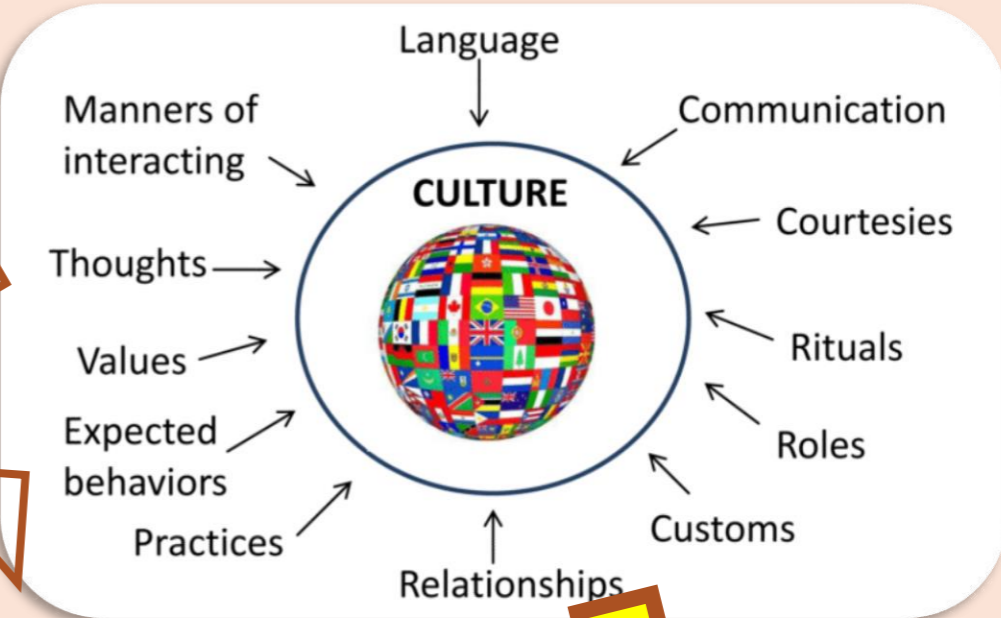 Language
Manners of
interacting
Communication
CULTURE
Courtesies
Thoughts
Values
Rituals
Expected
behaviors
Roles
Practices
Customs
Relationships